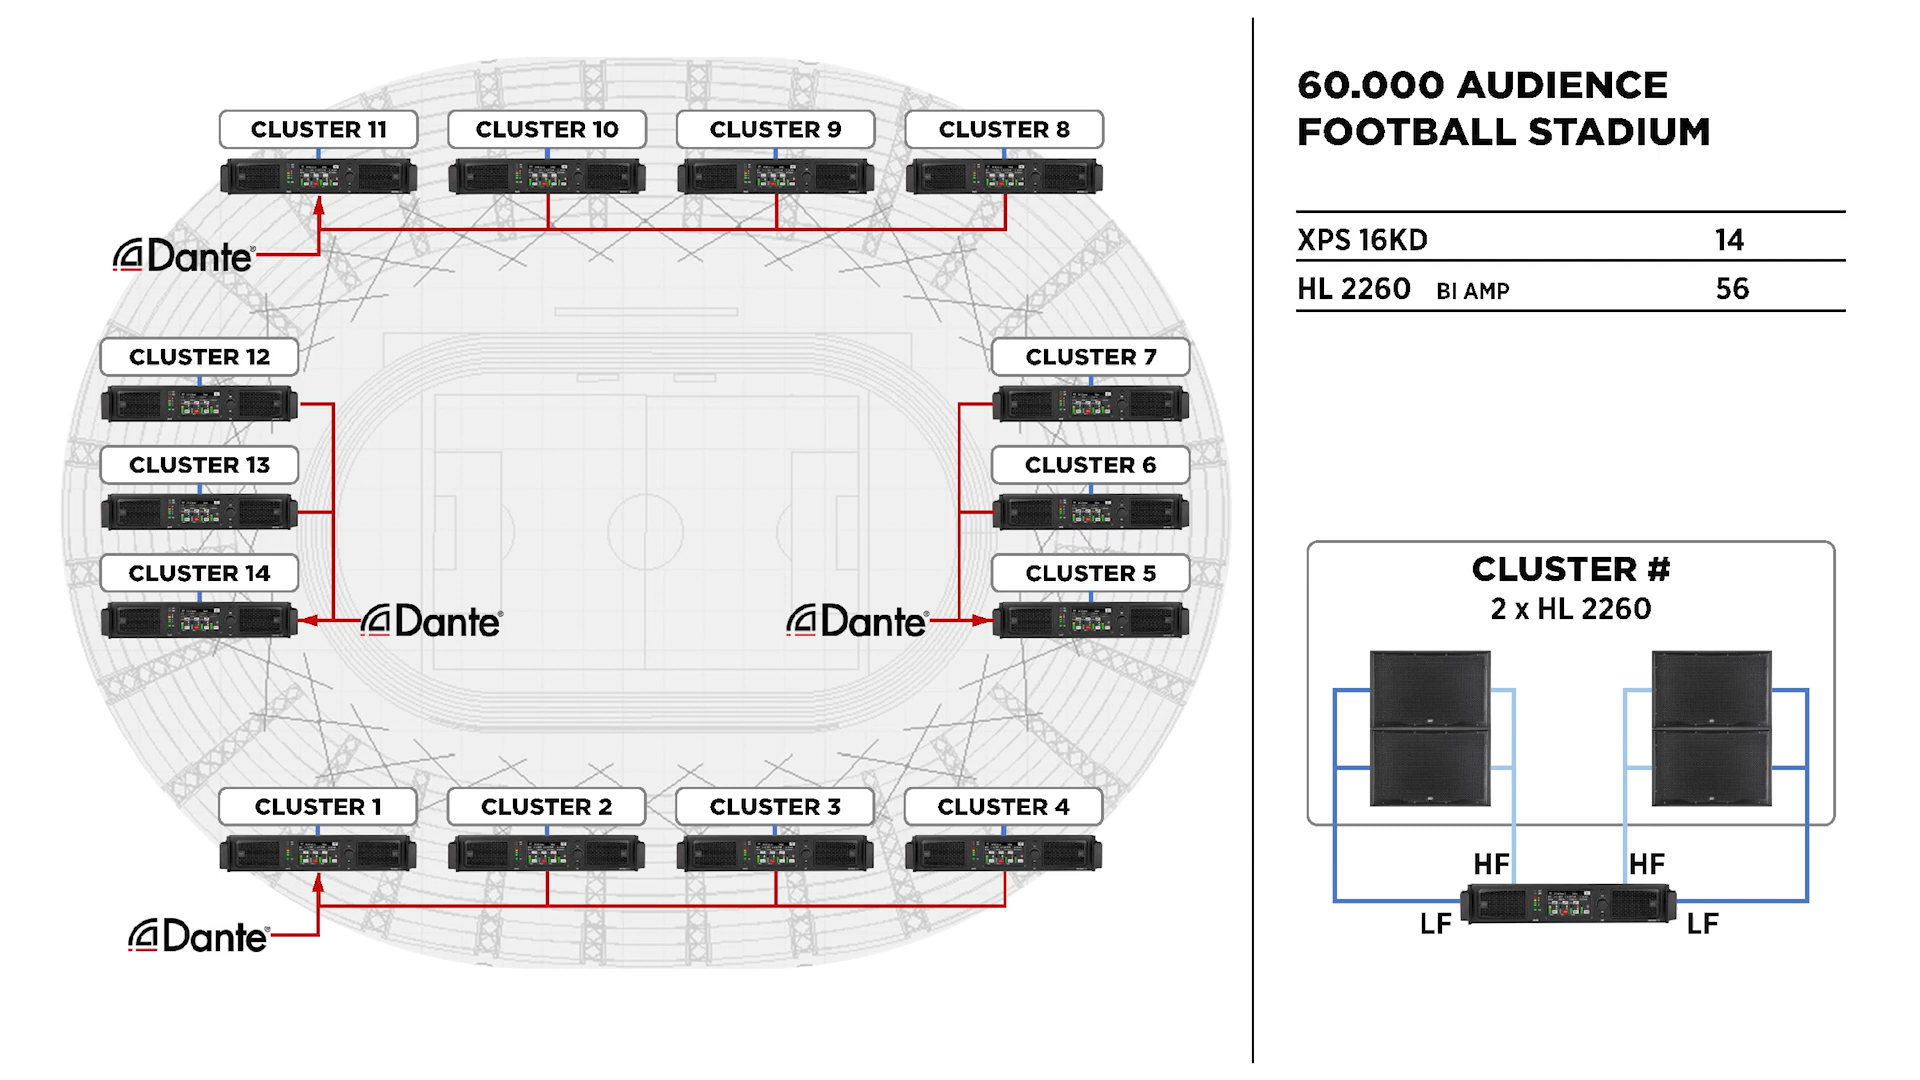 CLUSTER 11
CLUSTER 10
CLUSTER 9
CLUSTER 8
Dante®
CLUSTER 12
CLUSTER 7
CLUSTER 13
CLUSTER 6
CLUSTER 14
CLUSTER 5
Dante®
Dante®
CLUSTER 1
CLUSTER 2
CLUSTER 3
CLUSTER 4
Dante®
60.000 AUDIENCE
FOOTBALL STADIUM
XPS 16KD 14
HL 2260 BI AMP 56
CLUSTER #
2 x HL 2260
HF
HF
LF
LF